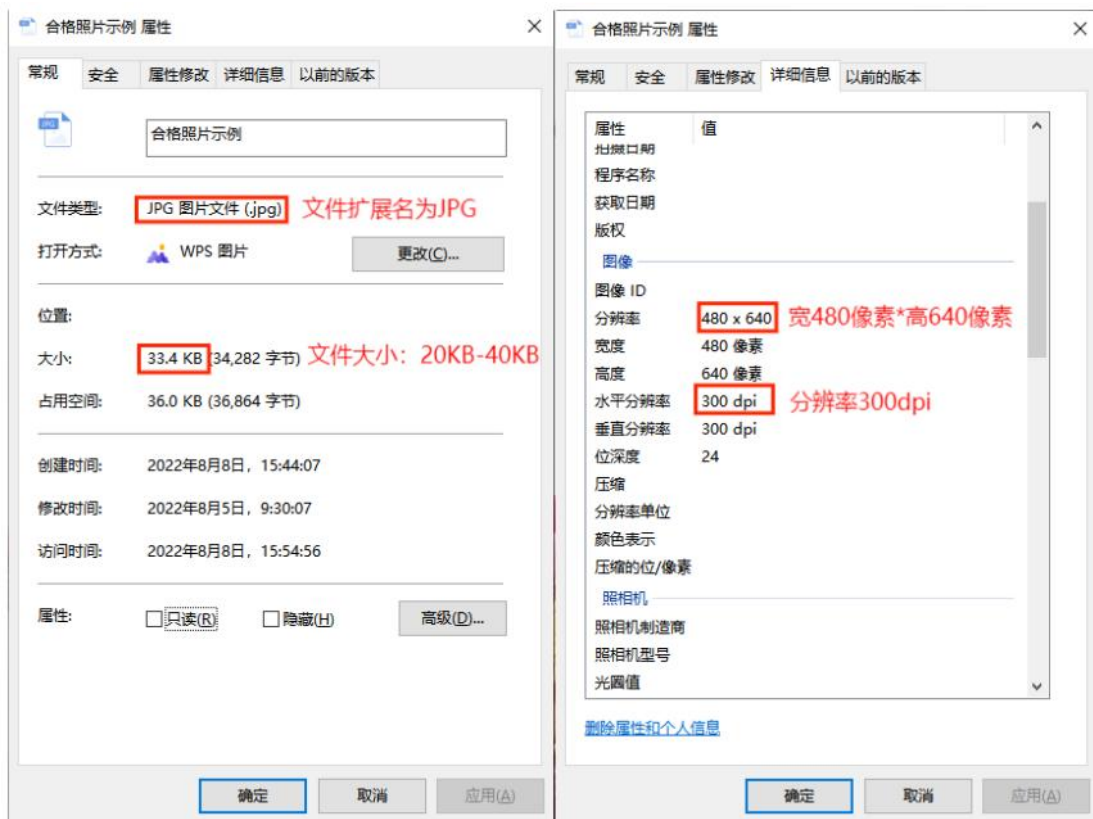 合格照片示例 属性
常规 安全 属性修改 详细信息 以前的版本
JPG
合格照片示例
文件类型: JPG 图片文件 (.jpg) 文件扩展名为JPG
打开方式: WPS 图片 更改(C)...
位置:
大小: 33.4 KB (34,282 字节) 文件大小：20KB-40KB
占用空间: 36.0 KB (36,864 字节)
创建时间: 2022年8月8日，15:44:07
修改时间: 2022年8月5日，9:30:07
访问时间: 2022年8月8日，15:54:56
属性: 只读(R) 隐藏(H) 高级(D)...
确定 取消 应用(A)
合格照片示例 属性
常规 安全 属性修改 详细信息 以前的版本
属性 值
拍摄日期
程序名称
获取日期
版权
图像
图像 ID
分辨率 480 x 640 宽480像素*高640像素
宽度 480 像素
高度 640 像素
水平分辨率 300 dpi 分辨率300dpi
垂直分辨率 300 dpi
位深度 24
压缩
分辨率单位
颜色表示
压缩的位/像素
照相机
照相机制造商
照相机型号
光圈值
删除属性和个人信息
确定 取消 应用(A)